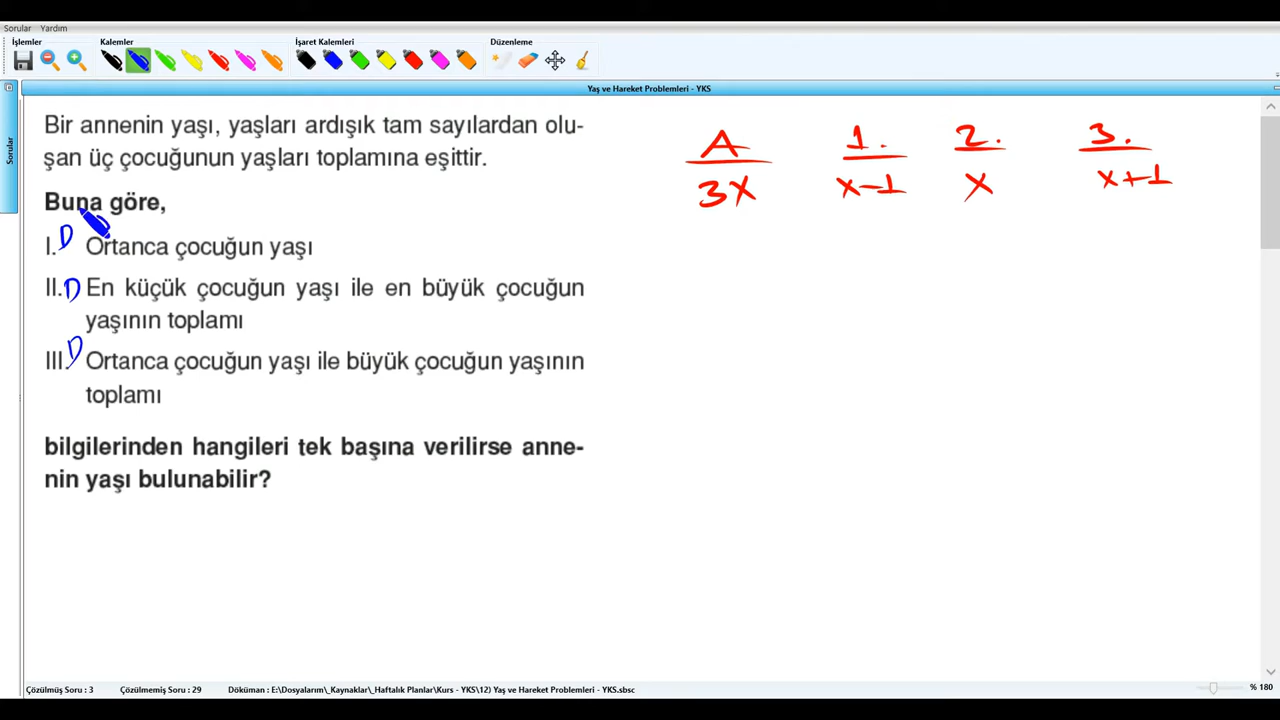 Sorular Yardım
İşlemler Kalemler İşaret Kalemleri Düzenleme
Yaş ve Hareket Problemleri - YKS
Sorular
Bir annenin yaşı, yaşları ardışık tam sayılardan olu-
şan üç çocuğunun yaşları toplamına eşittir.
Buna göre,
I. D Ortanca çocuğun yaşı
II. D En küçük çocuğun yaşı ile en büyük çocuğun
yaşının toplamı
III. D Ortanca çocuğun yaşı ile büyük çocuğun yaşının
toplamı
bilgilerinden hangileri tek başına verilirse anne-
nin yaşı bulunabilir?
A 1. 2. 3.
3x x-1 x x+1
Çözülmüş Soru : 3 Çözülmemiş Soru : 29 Döküman : E:\Dosyalarım\_Kaynaklar\_Haftalık Planlar\Kurs - YKS\12) Yaş ve Hareket Problemleri - YKS.sbsc % 180